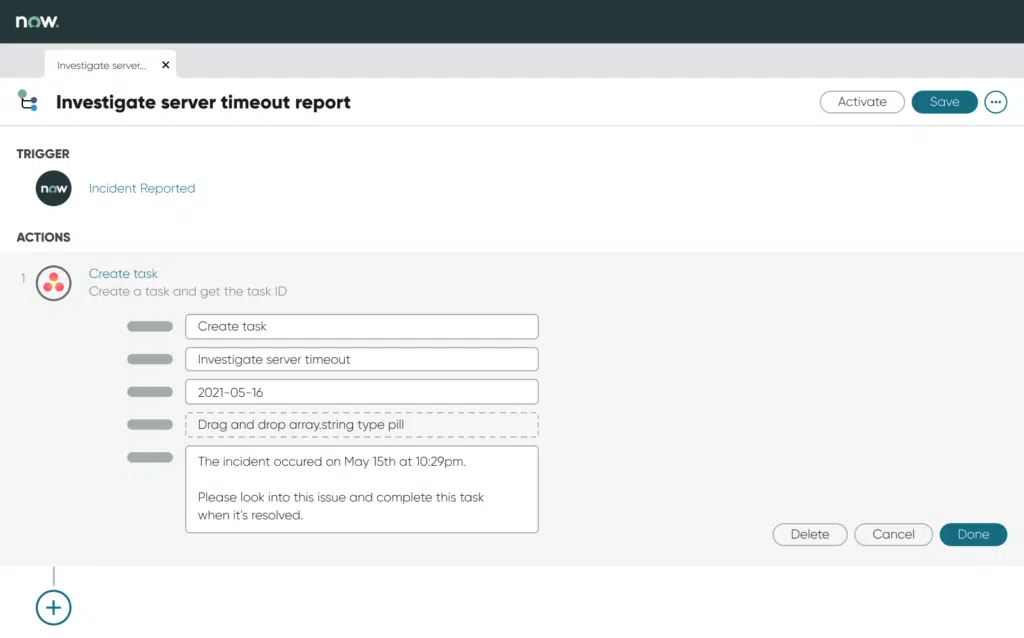 now.
Investigate server...
Investigate server timeout report
Activate
Save
TRIGGER
now
Incident Reported
ACTIONS
1
Create task
Create a task and get the task ID
Create task
Investigate server timeout
2021-05-16
Drag and drop array.string type pill
The incident occured on May 15th at 10:29pm.
Please look into this issue and complete this task
when it's resolved.
Delete
Cancel
Done